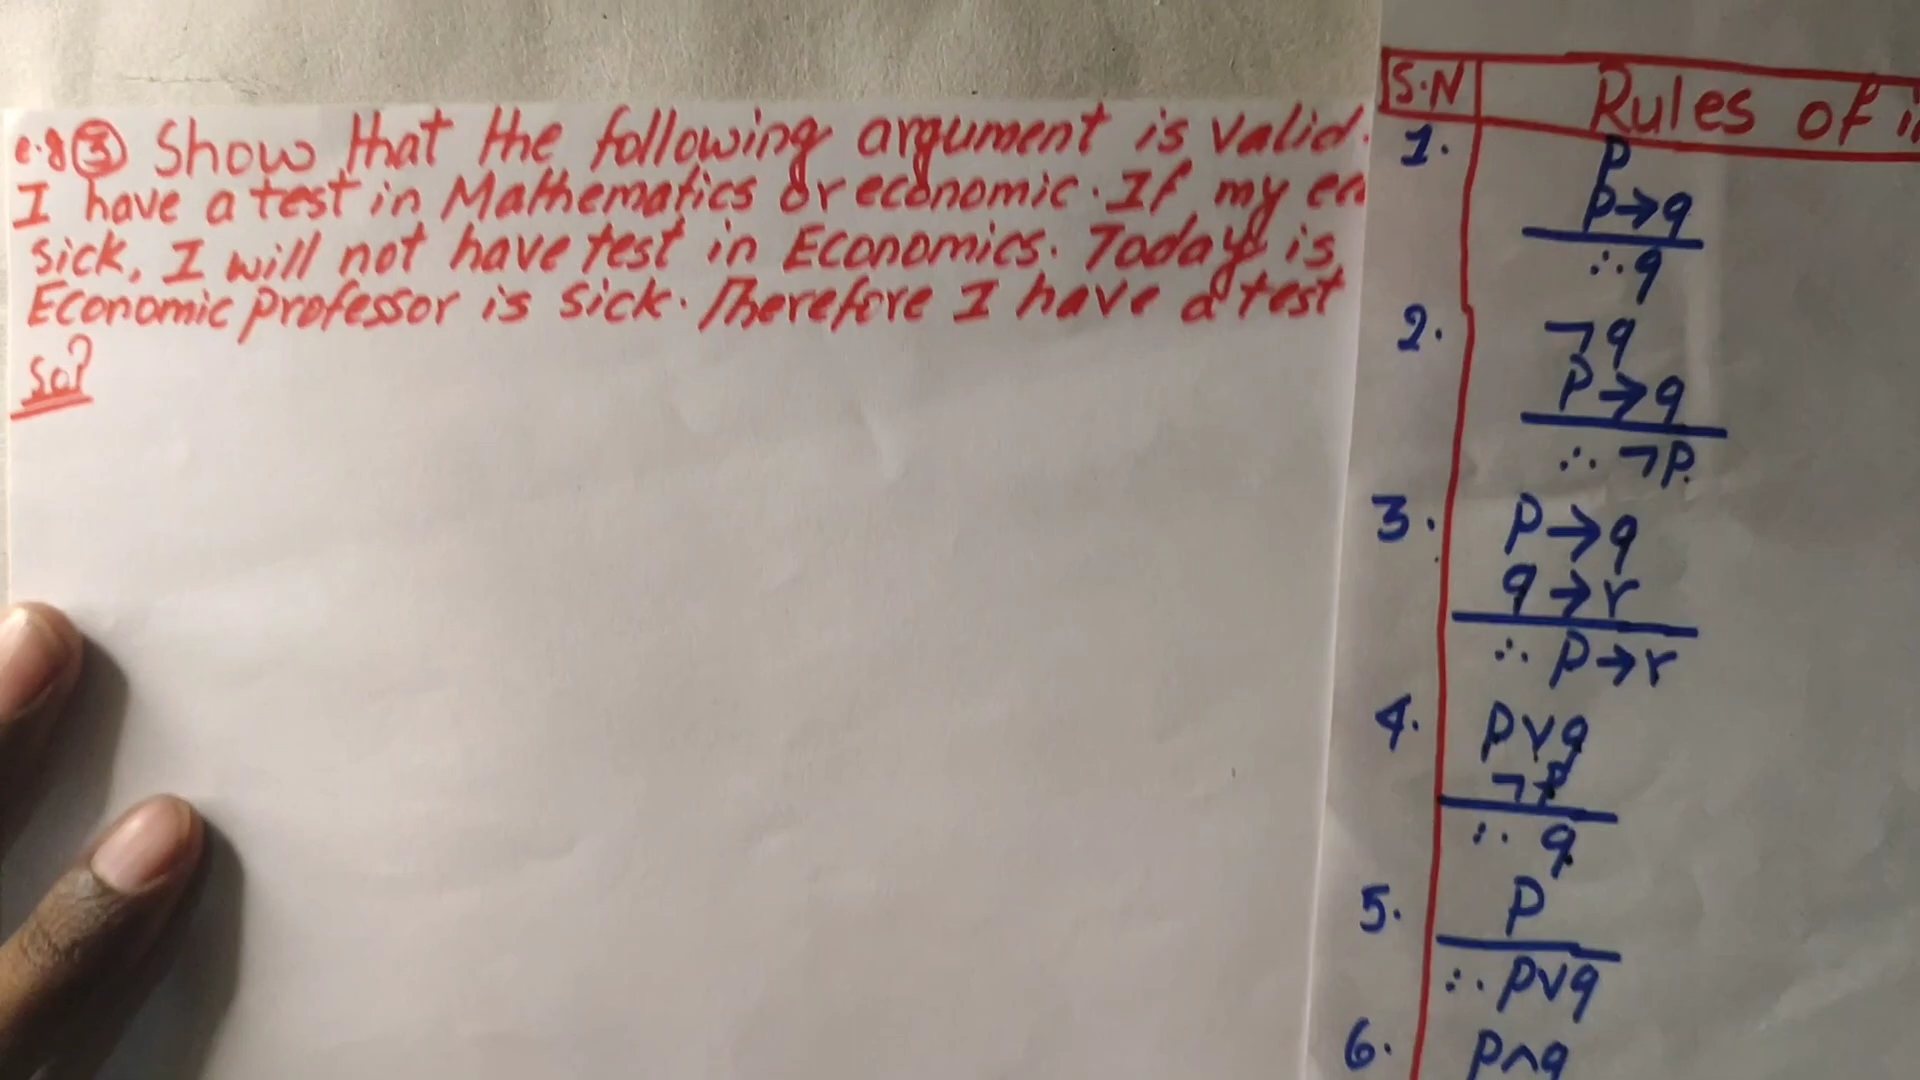 e.g ③ Show that the following argument is valid.
I have a test in Mathematics or economic. If my
sick, I will not have test in Economics. Today is
Economic professor is sick. Therefore I have a test
Sol
S.N Rules of
1. P
P→q
∴ q
2. ¬q
P→q
∴ ¬P.
3. P→q
q→r
∴ P→r
4. P∨q
¬P
∴ q
5. P
∴ P∨q
6. P∧q